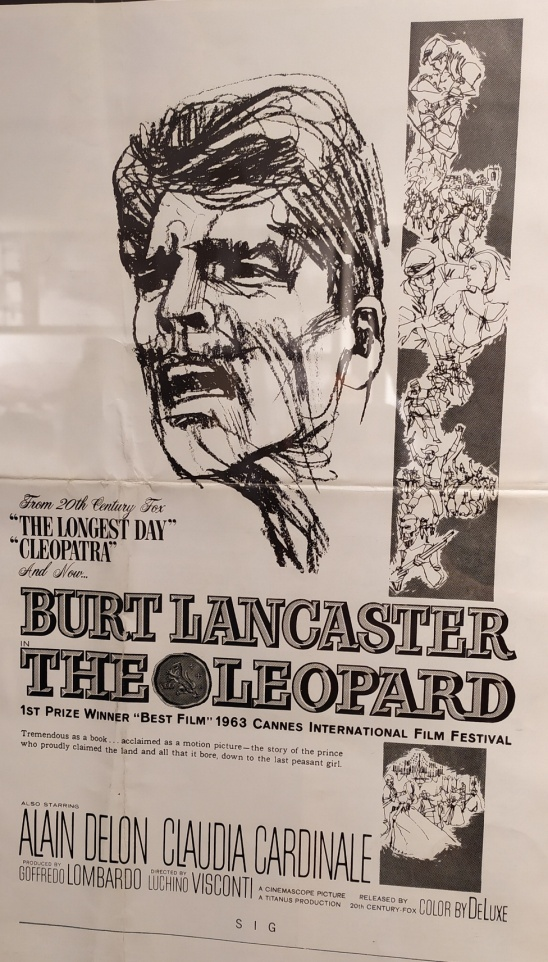 From 20th Century Fox
"THE LONGEST DAY"
"CLEOPATRA"
And Now...
BURT LANCASTER
IN
THE LEOPARD
1ST PRIZE WINNER "BEST FILM" 1963 CANNES INTERNATIONAL FILM FESTIVAL
Tremendous as a book... acclaimed as a motion picture—the story of the prince
who proudly claimed the land and all that it bore, down to the last peasant girl.
ALSO STARRING
ALAIN DELON CLAUDIA CARDINALE
PRODUCED BY
GOFFREDO LOMBARDO
DIRECTED BY
LUCHINO VISCONTI
A CINEMASCOPE PICTURE
A TITANUS PRODUCTION
RELEASED BY
20th CENTURY-FOX
COLOR BY DeLUXE
SIG